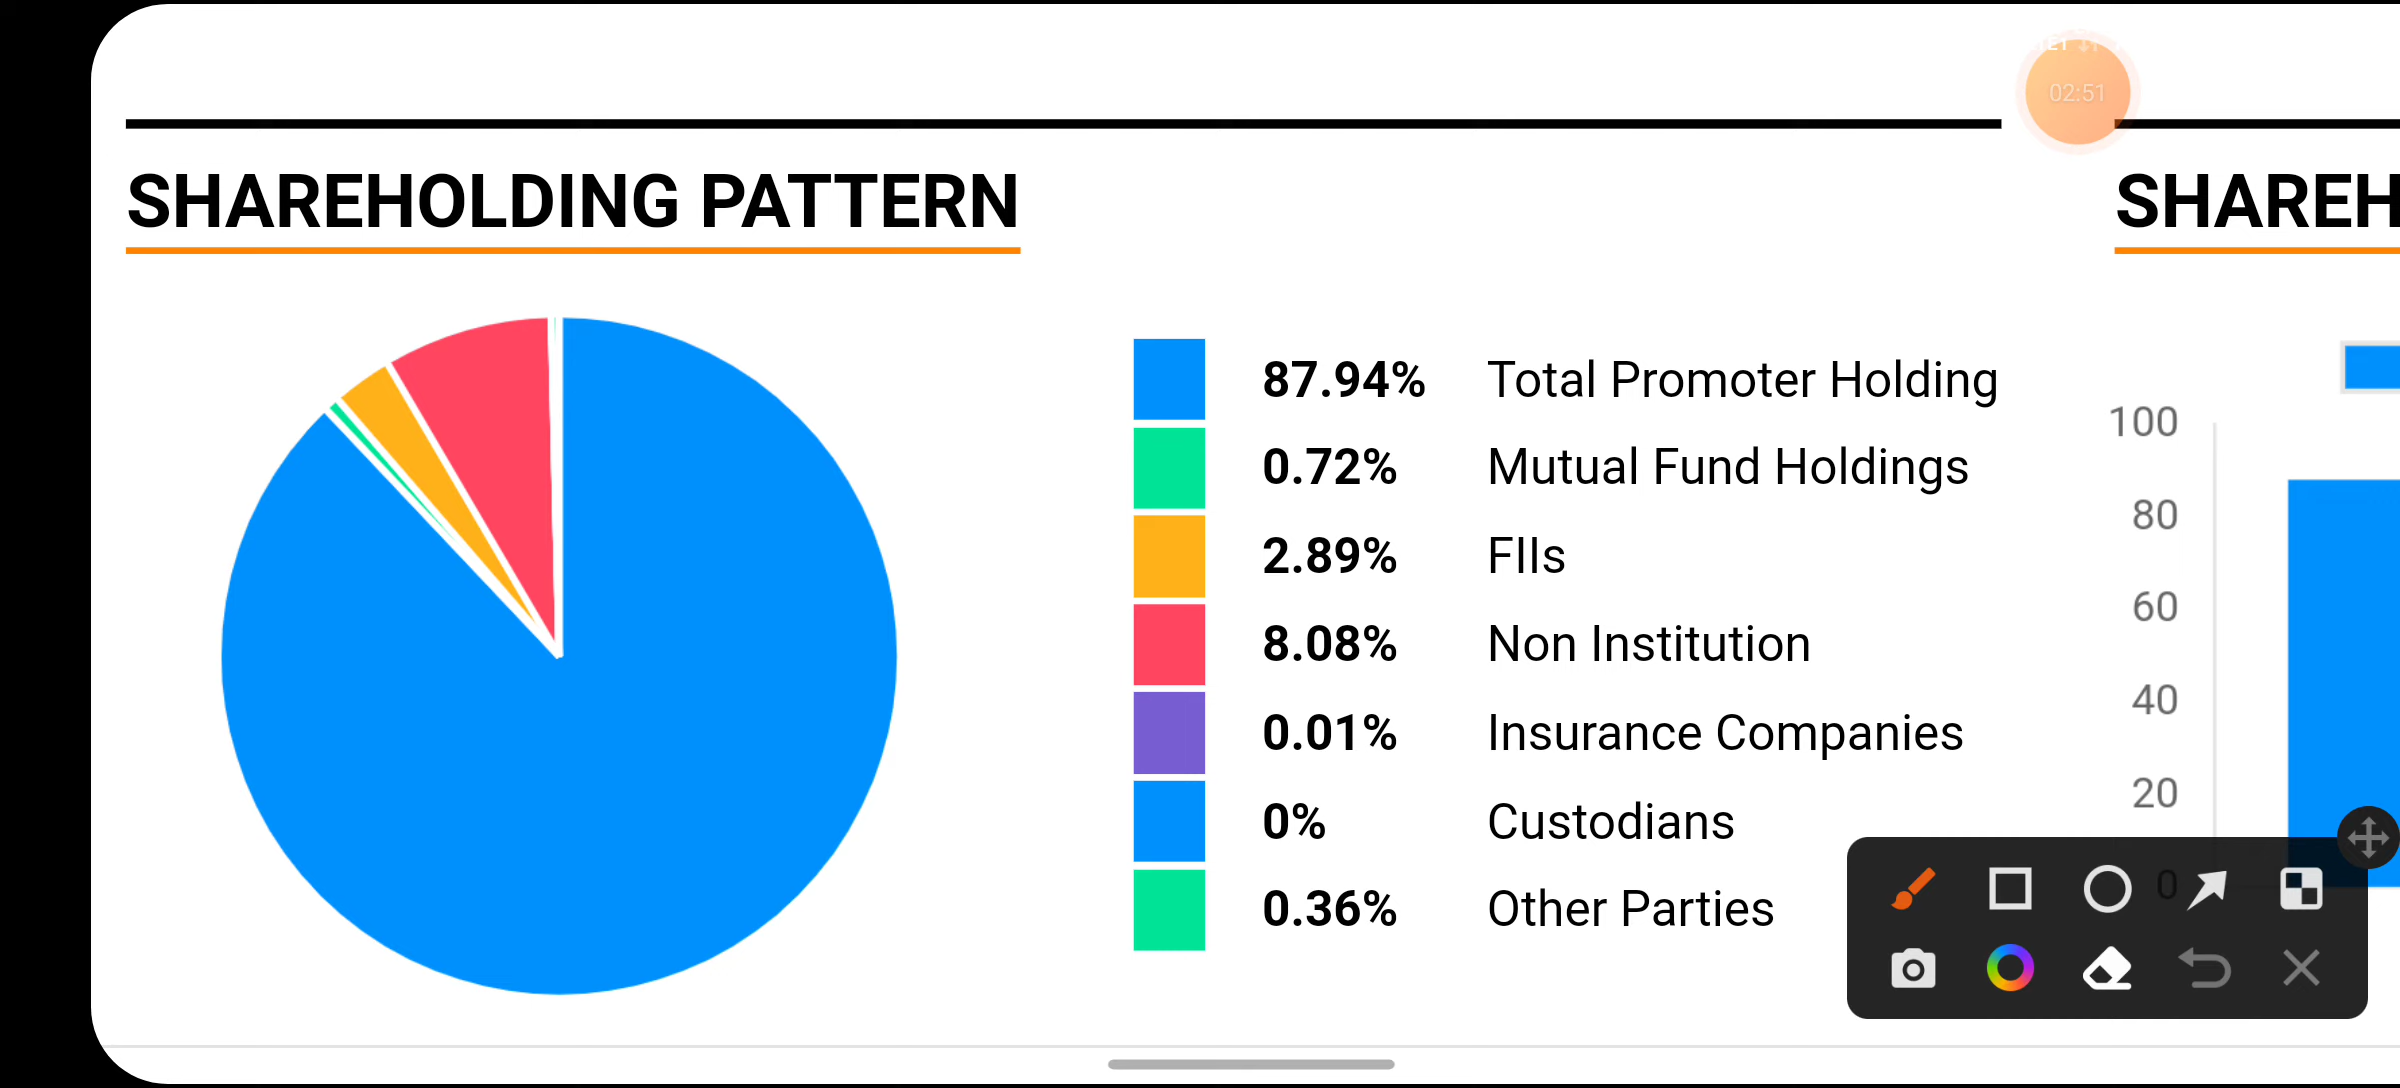 02:51
SHAREHOLDING PATTERN
87.94% Total Promoter Holding
0.72% Mutual Fund Holdings
2.89% FIIs
8.08% Non Institution
0.01% Insurance Companies
0% Custodians
0.36% Other Parties
SHAREH
100
80
60
40
20
0